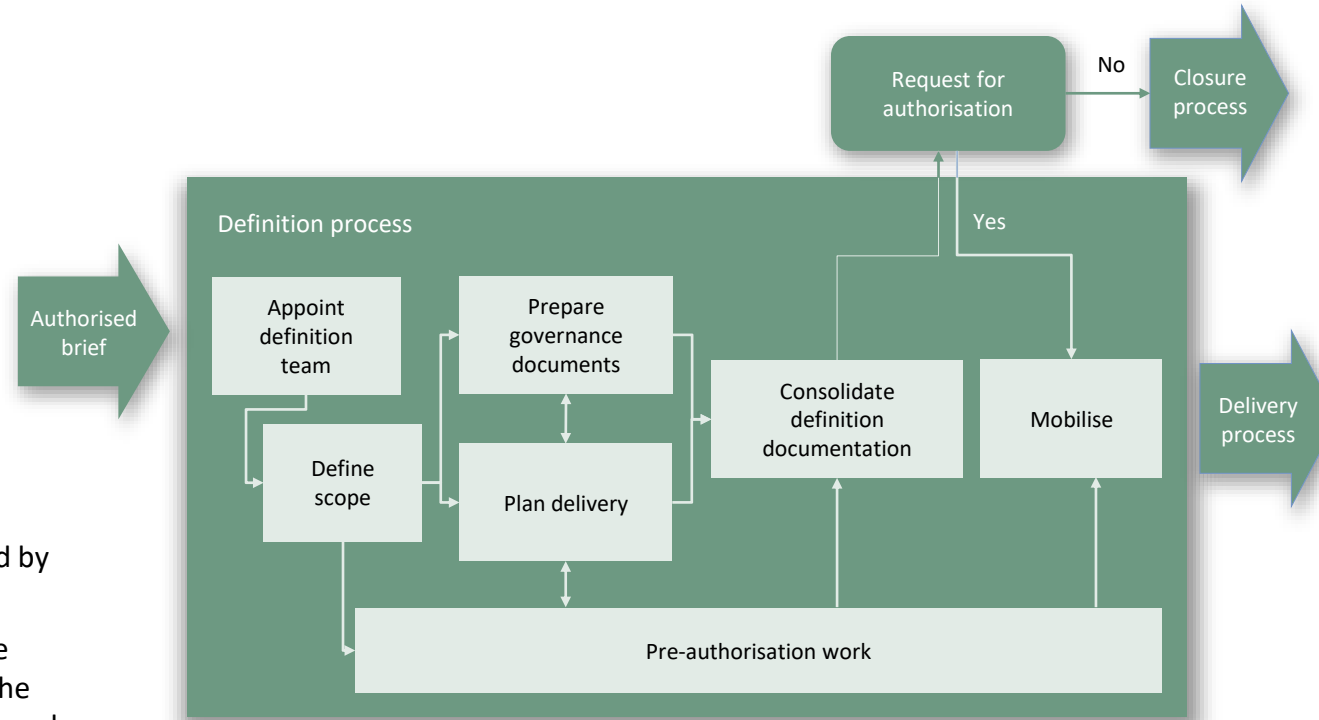 Request for
authorisation
No
Closure
process
Definition process
Yes
Authorised
brief
Appoint
definition
team
Prepare
governance
documents
Define
scope
Plan delivery
Consolidate
definition
documentation
Mobilise
Delivery
process
Pre-authorisation work
by